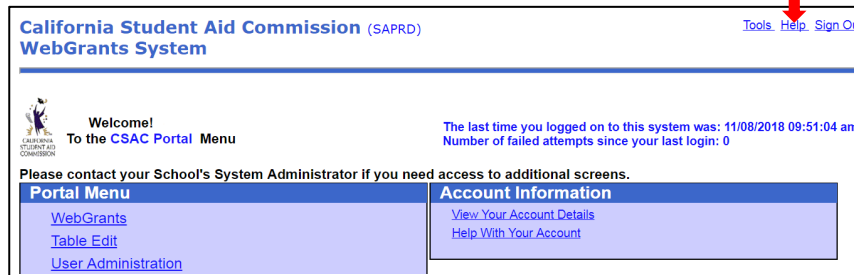 California Student Aid Commission (SAPRD)
WebGrants System
Tools Help Sign Ou
CALIFORNIA
STUDENT AID
COMMISSION
Welcome!
To the CSAC Portal Menu
The last time you logged on to this system was: 11/08/2018 09:51:04 am
Number of failed attempts since your last login: 0
Please contact your School's System Administrator if you need access to additional screens.
Portal Menu
WebGrants
Table Edit
User Administration
Account Information
View Your Account Details
Help With Your Account